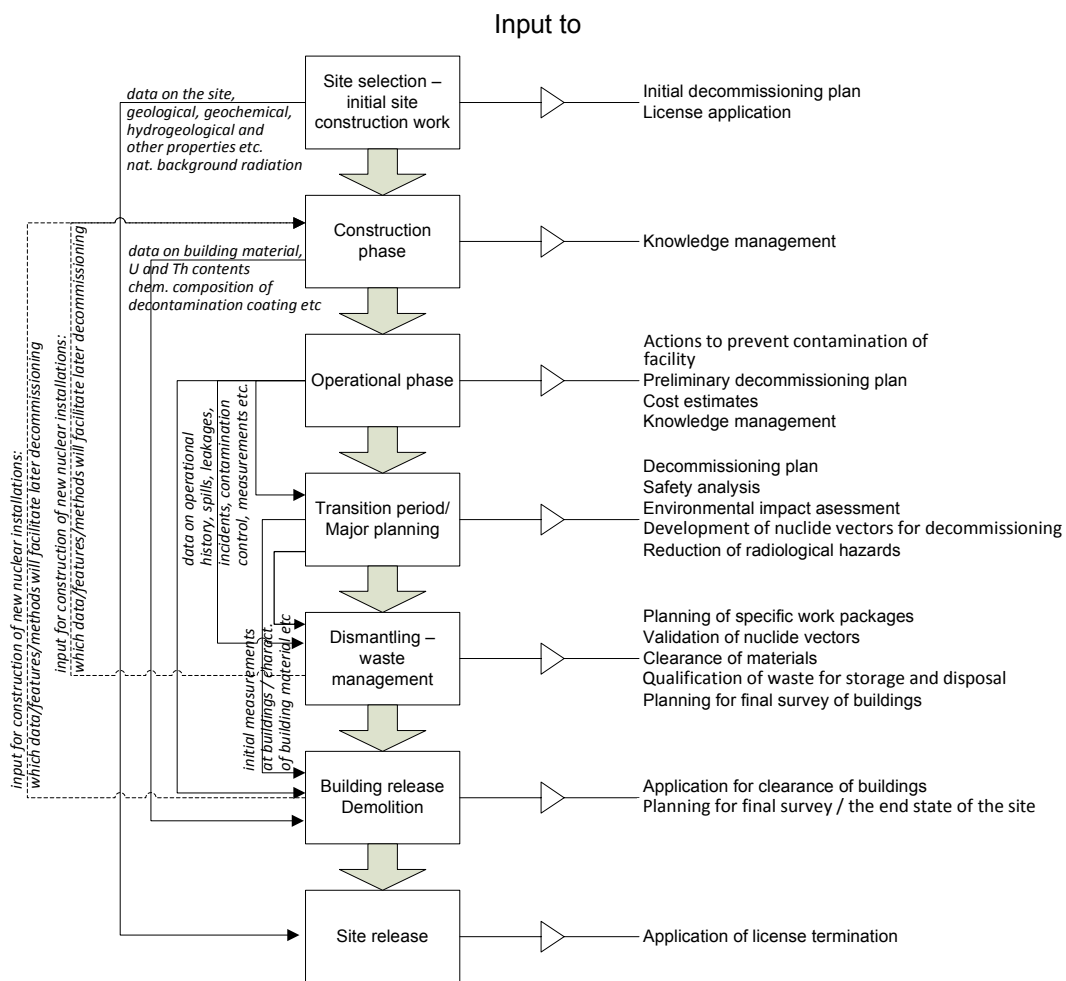 Input to
Site selection –
initial site
construction work
data on the site,
geological, geochemical,
hydrogeological and
other properties etc.
nat. background radiation
Initial decommissioning plan
License application
Construction
phase
data on building material,
U and Th contents
chem. composition of
decontamination coating etc
Knowledge management
Operational phase
Actions to prevent contamination of
facility
Preliminary decommissioning plan
Cost estimates
Knowledge management
data on operational
history, spills, leakages,
incidents, contamination
control, measurements etc.
Transition period/
Major planning
Decommissioning plan
Safety analysis
Environmental impact asessment
Development of nuclide vectors for decommissioning
Reduction of radiological hazards
input for construction of new nuclear installations:
which data/features/methods will facilitate later decommissioning
input for construction of new nuclear installations:
which data/features/methods will facilitate later decommissioning
Dismantling –
waste
management
Planning of specific work packages
Validation of nuclide vectors
Clearance of materials
Qualification of waste for storage and disposal
Planning for final survey of buildings
initial measurements
at buildings / charact.
of building material etc
Building release
Demolition
Application for clearance of buildings
Planning for final survey / the end state of the site
Site release
Application of license termination